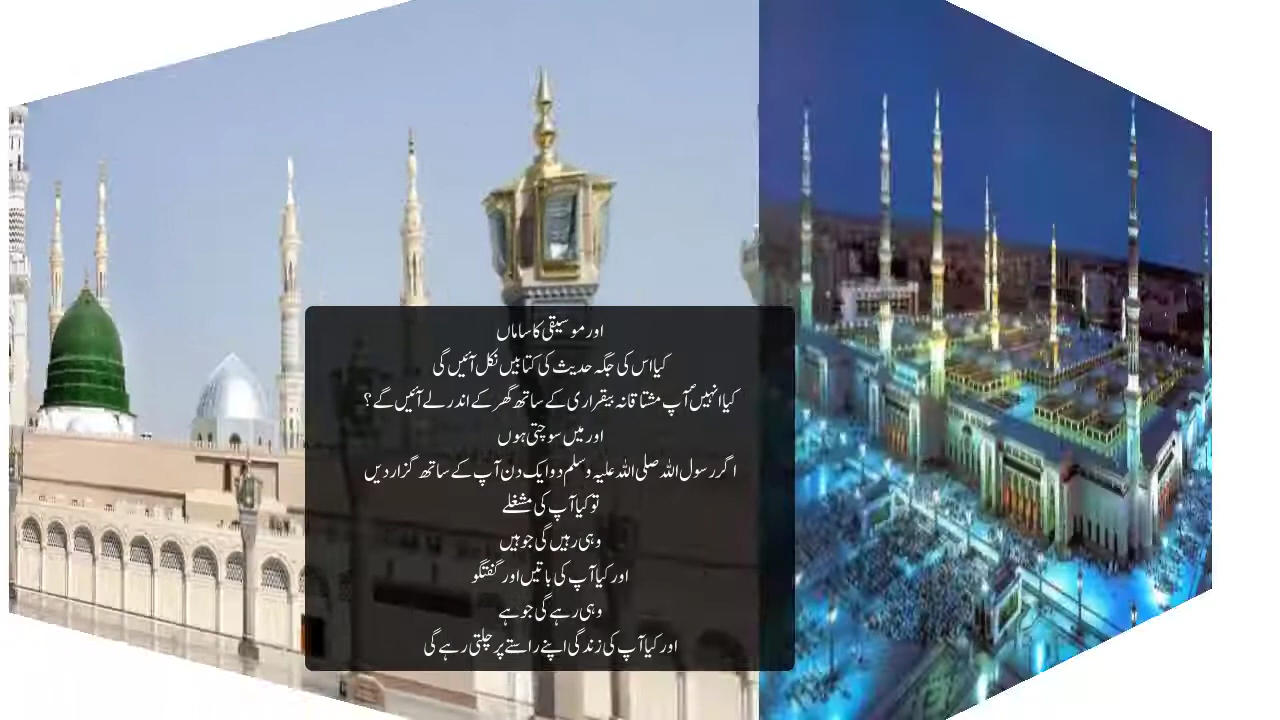 اور موسیقی کا ساماں
کیا اس کی جگہ حدیث کی کتابیں نکل آئیں گی
کیا انہیں آپ مشتاقانہ بیقراری کے ساتھ گھر کے اندر لے آئیں گے ؟
اور میں سوچتی ہوں
اگر رسول اللہ صلی اللہ علیہ وسلم دو ایک دن آپ کے ساتھ گزار دیں
تو کیا آپ کی مشغلے
وہی رہیں گی جو ہیں
اور کیا آپ کی باتیں اور گفتگو
وہی رہے گی جو ہے
اور کیا آپ کی زندگی اپنے راستے پر چلتی رہے گی